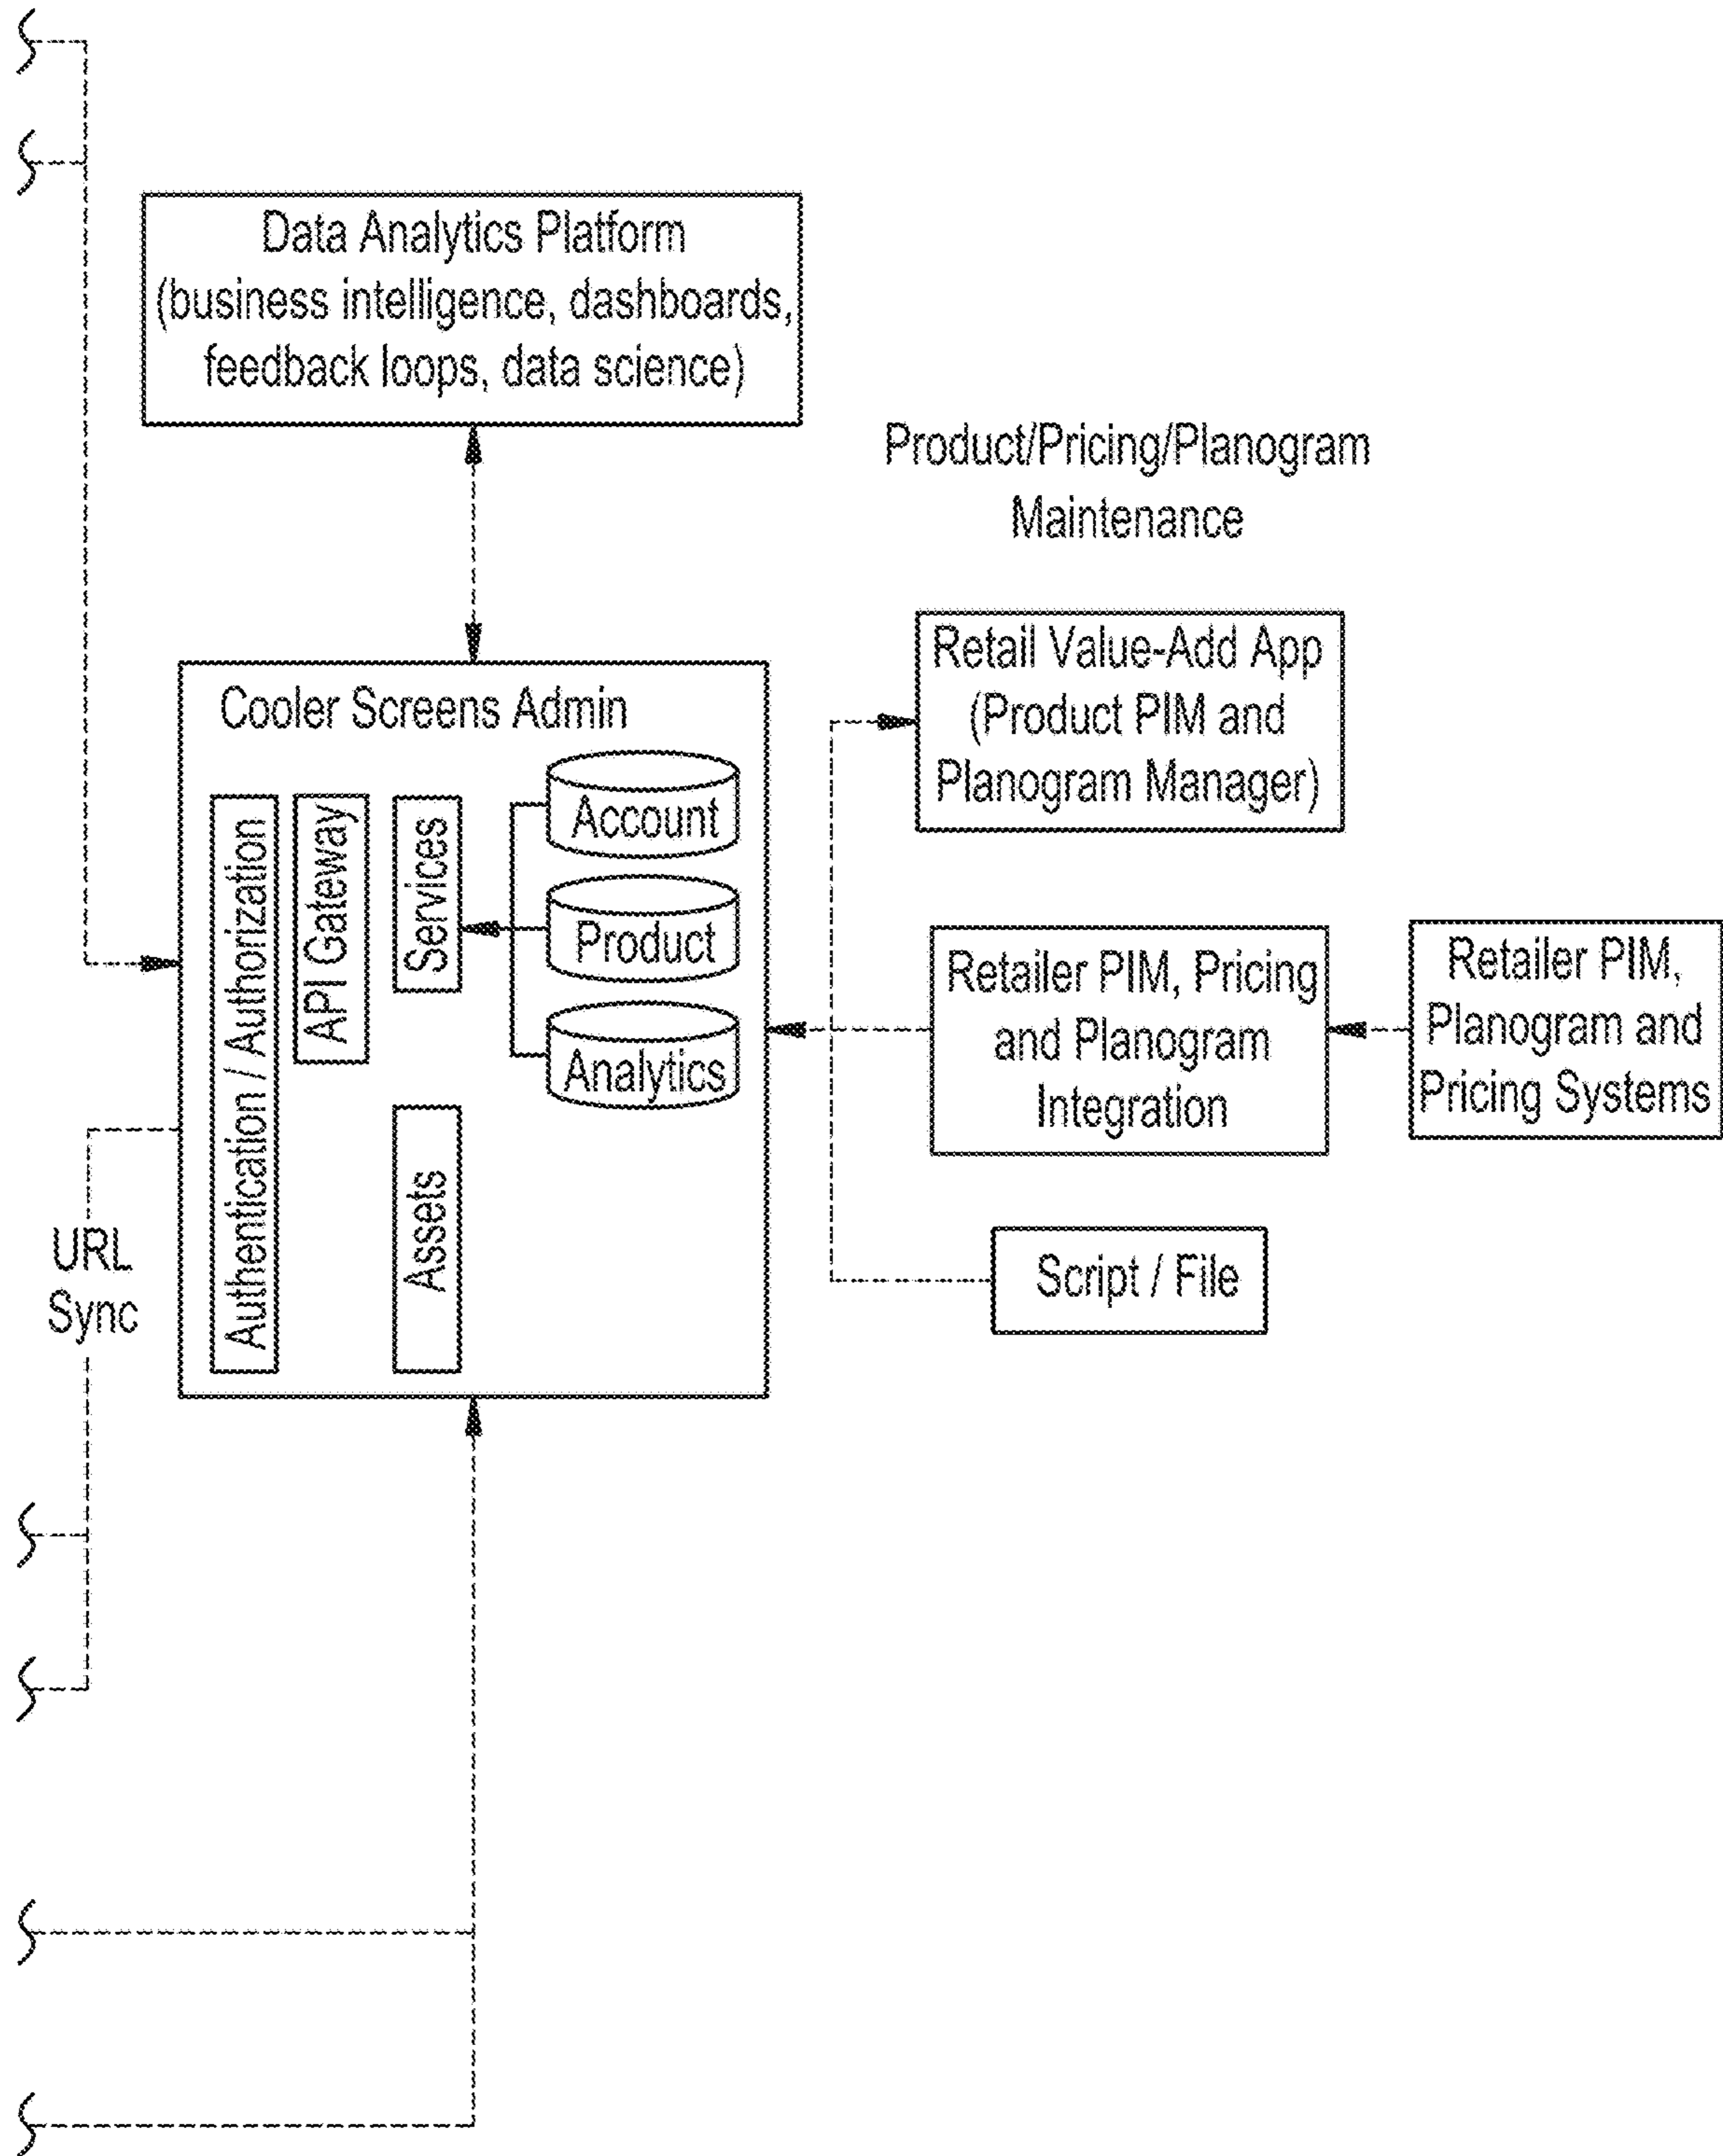 Data Analytics Platform
(business intelligence, dashboards,
feedback loops, data science)
Product/Pricing/Planogram
Maintenance
Cooler Screens Admin
Authentication / Authorization
API Gateway
Services
Assets
Account
Product
Analytics
Retail Value-Add App
(Product PIM and
Planogram Manager)
Retailer PIM, Pricing
and Planogram
Integration
Retailer PIM,
Planogram and
Pricing Systems
Script / File
URL
Sync